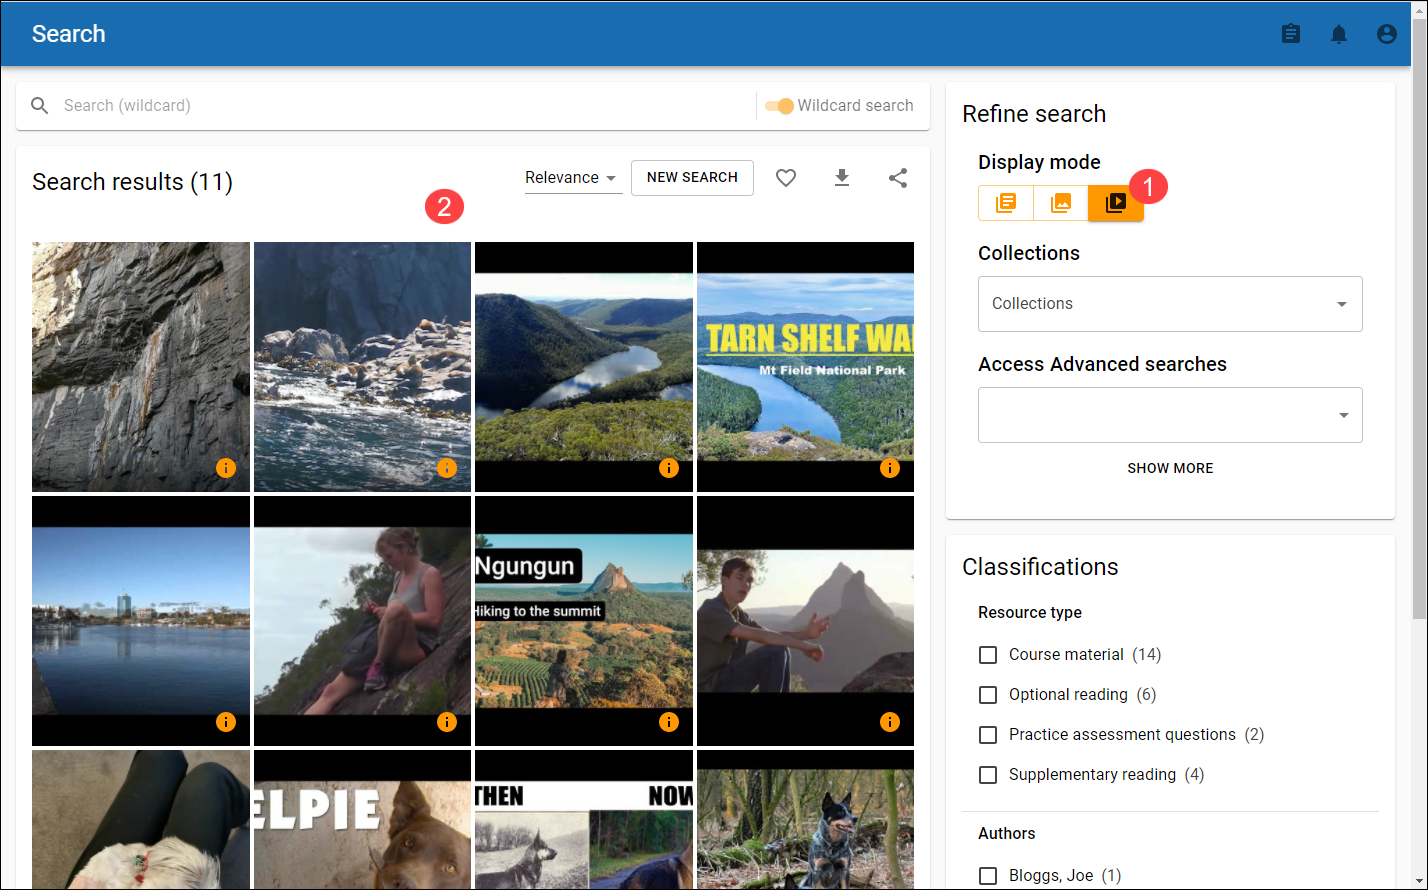 Search
Search (wildcard)
Wildcard search
Search results (11)
Relevance
NEW SEARCH
2
TARN SHELF WA
Mt Field National Park
Ngungun
Hiking to the summit
ELPIE
THEN
NOW
Refine search
Display mode
1
Collections
Collections
Access Advanced searches
SHOW MORE
Classifications
Resource type
Course material (14)
Optional reading (6)
Practice assessment questions (2)
Supplementary reading (4)
Authors
Bloggs, Joe (1)